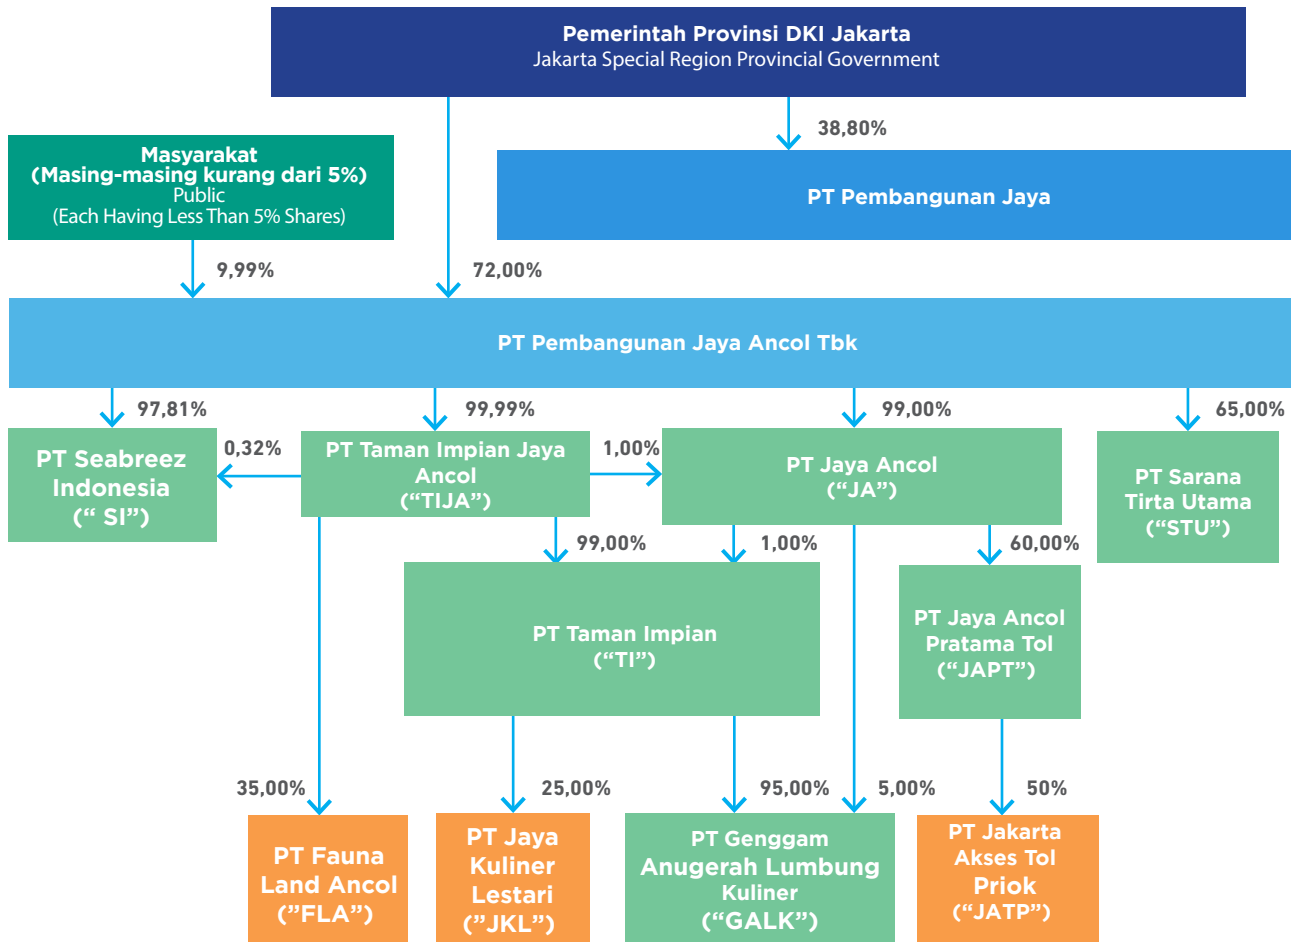 Pemerintah Provinsi DKI Jakarta
Jakarta Special Region Provincial Government
38,80%
Masyarakat
(Masing-masing kurang dari 5%)
Public
(Each Having Less Than 5% Shares)
PT Pembangunan Jaya
9,99%
72,00%
PT Pembangunan Jaya Ancol Tbk
97,81%
99,99%
99,00%
65,00%
PT Seabreez
Indonesia
(“ SI”)
0,32%
PT Taman Impian Jaya
Ancol
(“TIJA”)
1,00%
PT Jaya Ancol
(“JA”)
PT Sarana
Tirta Utama
(“STU”)
99,00%
1,00%
60,00%
PT Taman Impian
(“TI”)
PT Jaya Ancol
Pratama Tol
(“JAPT”)
35,00%
25,00%
95,00%
5,00%
50%
PT Fauna
Land Ancol
(”FLA”)
PT Jaya
Kuliner
Lestari
(”JKL”)
PT Genggam
Anugerah Lumbung
Kuliner
(“GALK”)
PT Jakarta
Akses Tol
Priok
(“JATP”)